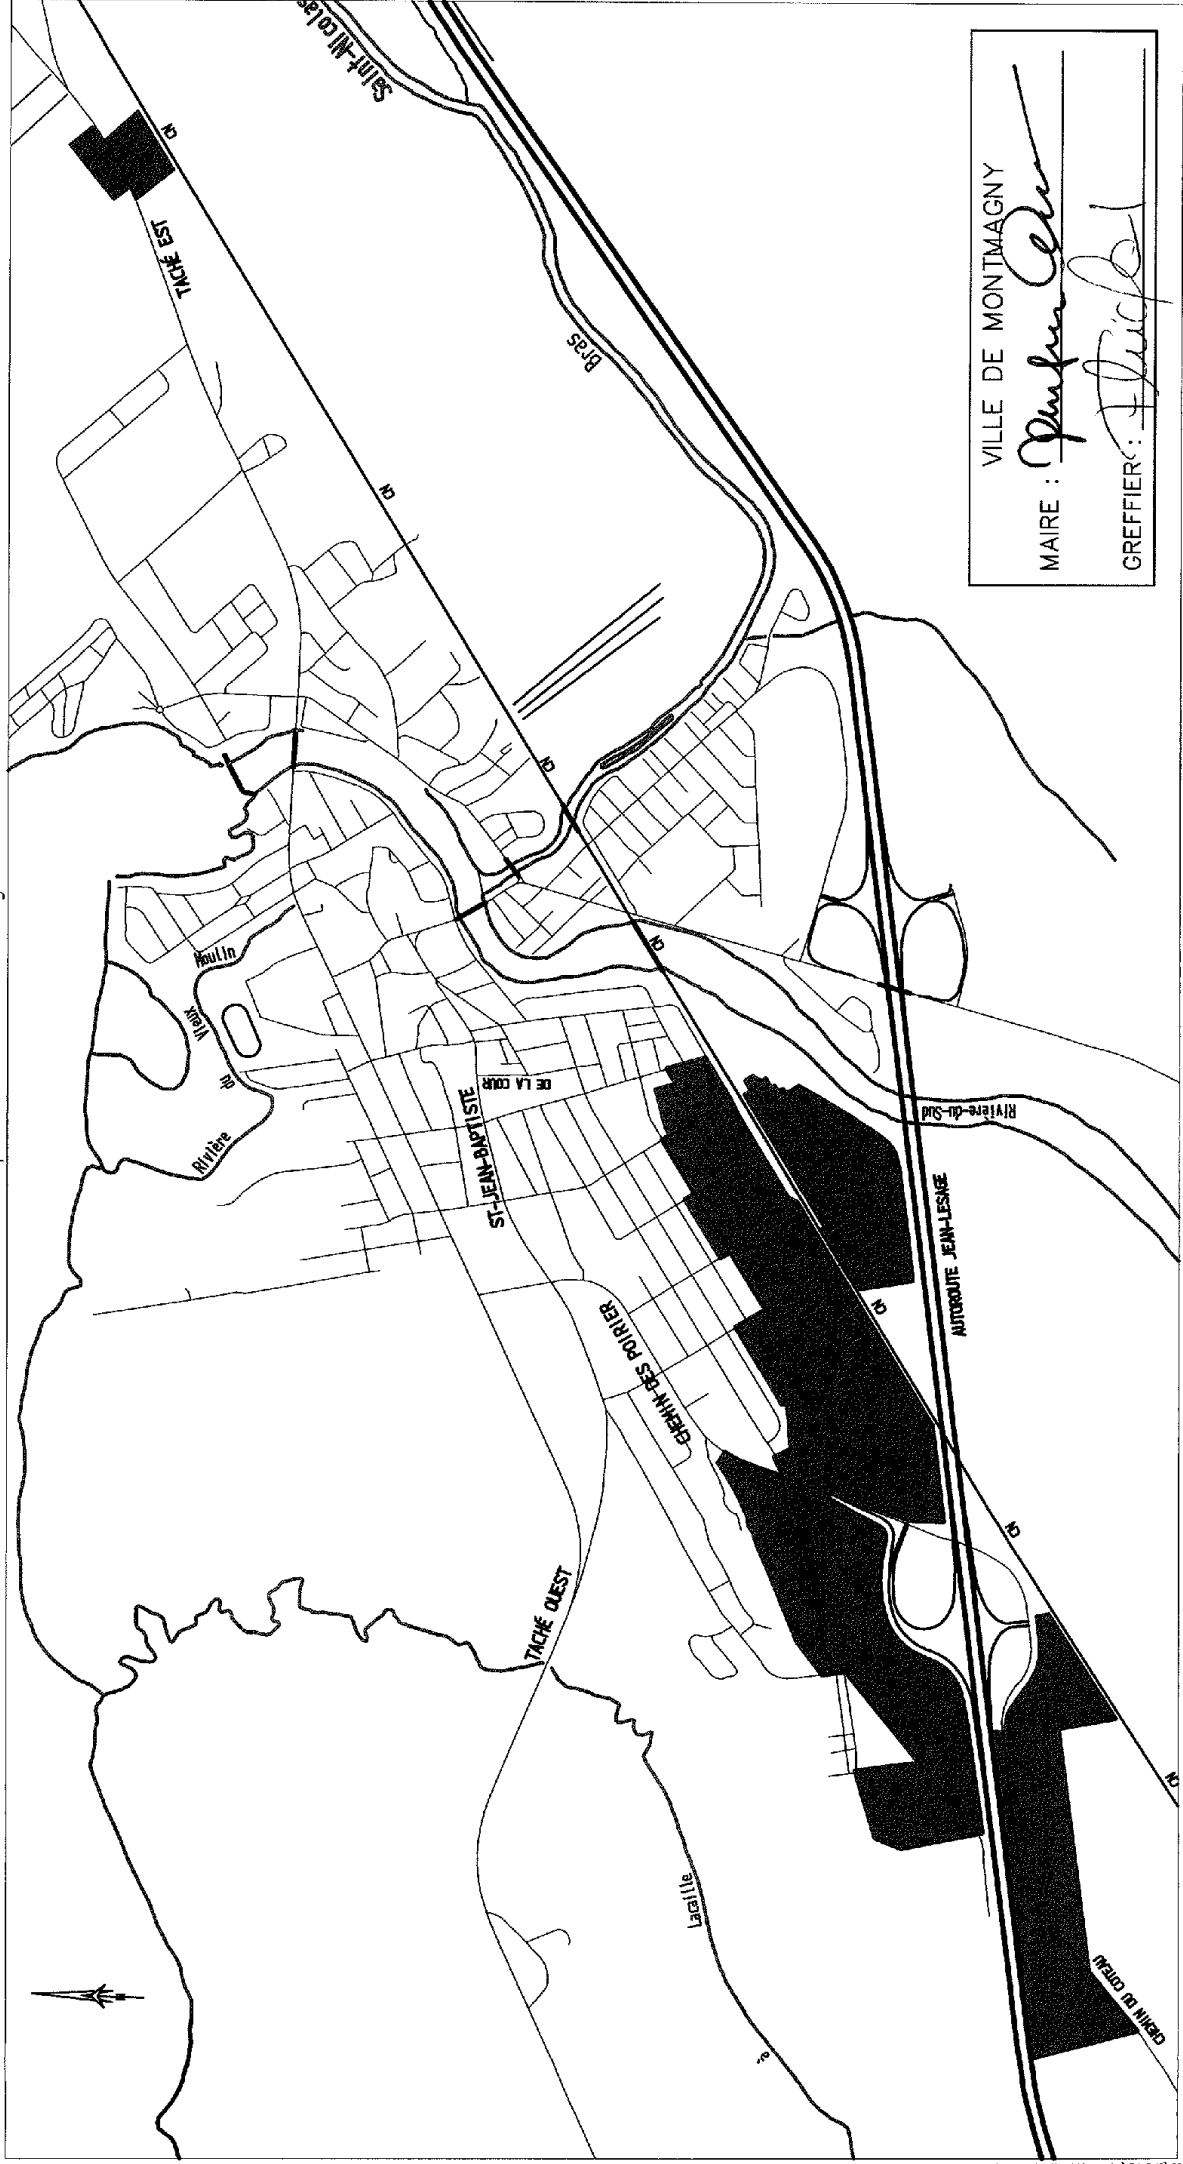 Saint-Nicolas
CN
TACHÉ EST
Bras
CN
CN
Moulin
Vieux
du
Rivière
DE LA COUR
ST-JEAN-BAPTISTE
CN
Rivière-du-Sud
AUTOROUTE JEAN-LESAGE
CHEMIN DES POIRIER
CN
CN
TACHÉ OUEST
CN
Lacaille
à
CHEMIN DU COTEAU
VILLE DE MONTMAGNY
MAIRE :
GREFFIER :